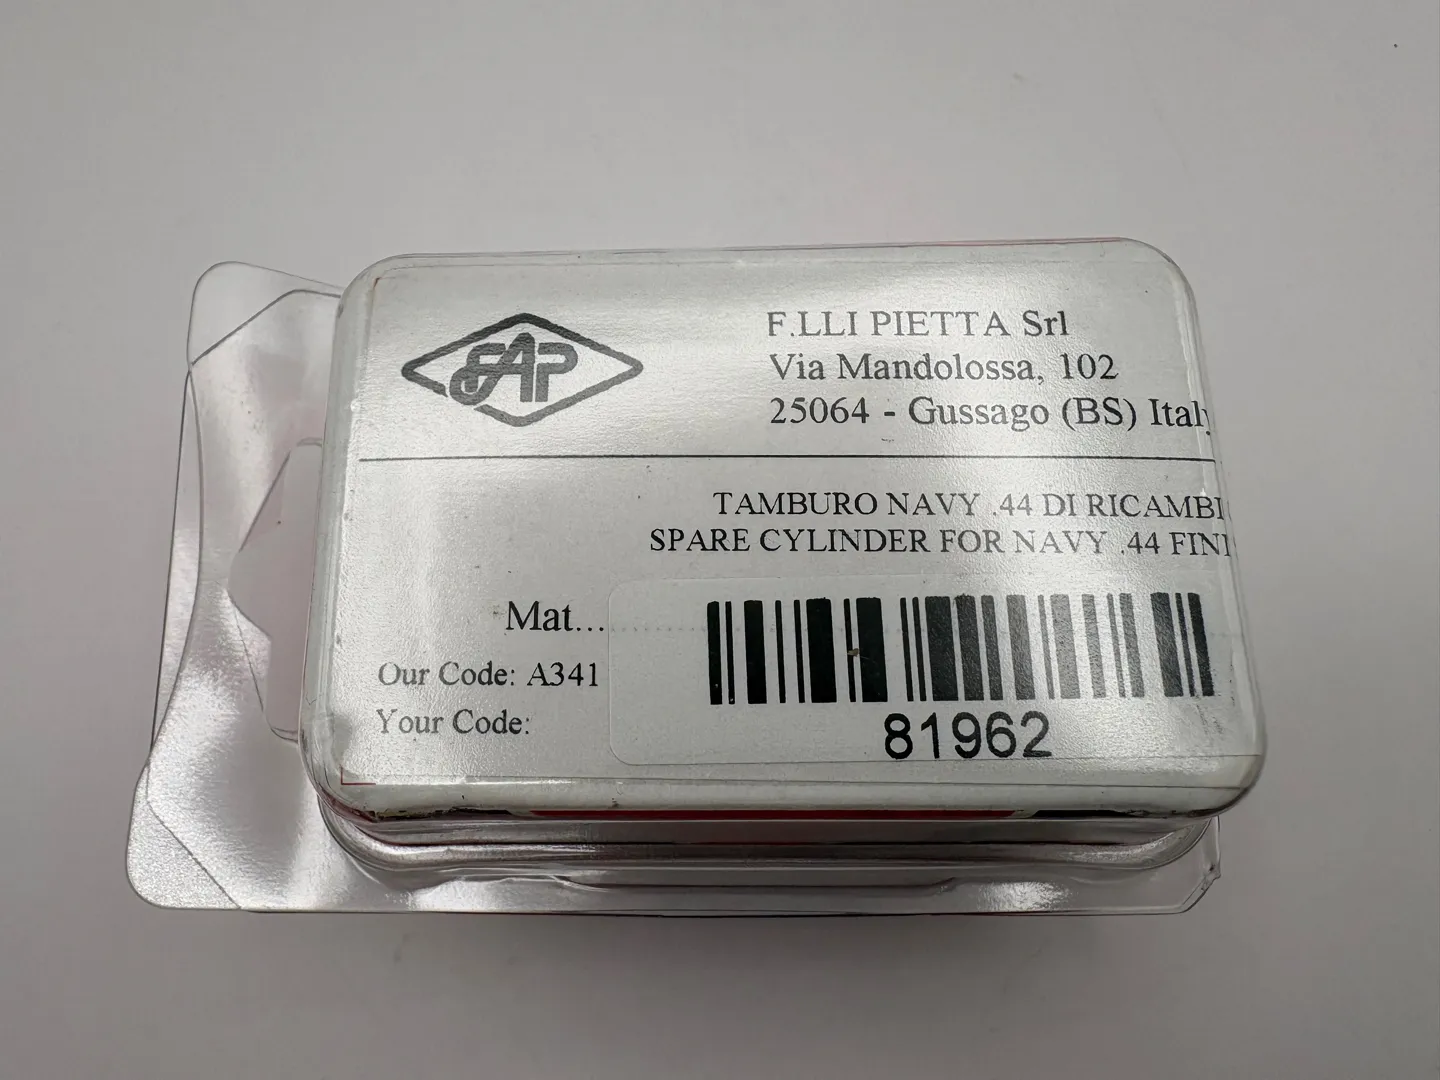 FAP
F.LLI PIETTA Srl
Via Mandolossa, 102
25064 - Gussago (BS) Italy
TAMBURO NAVY .44 DI RICAMBI
SPARE CYLINDER FOR NAVY .44 FINI
Mat...
Our Code: A341
Your Code:
81962